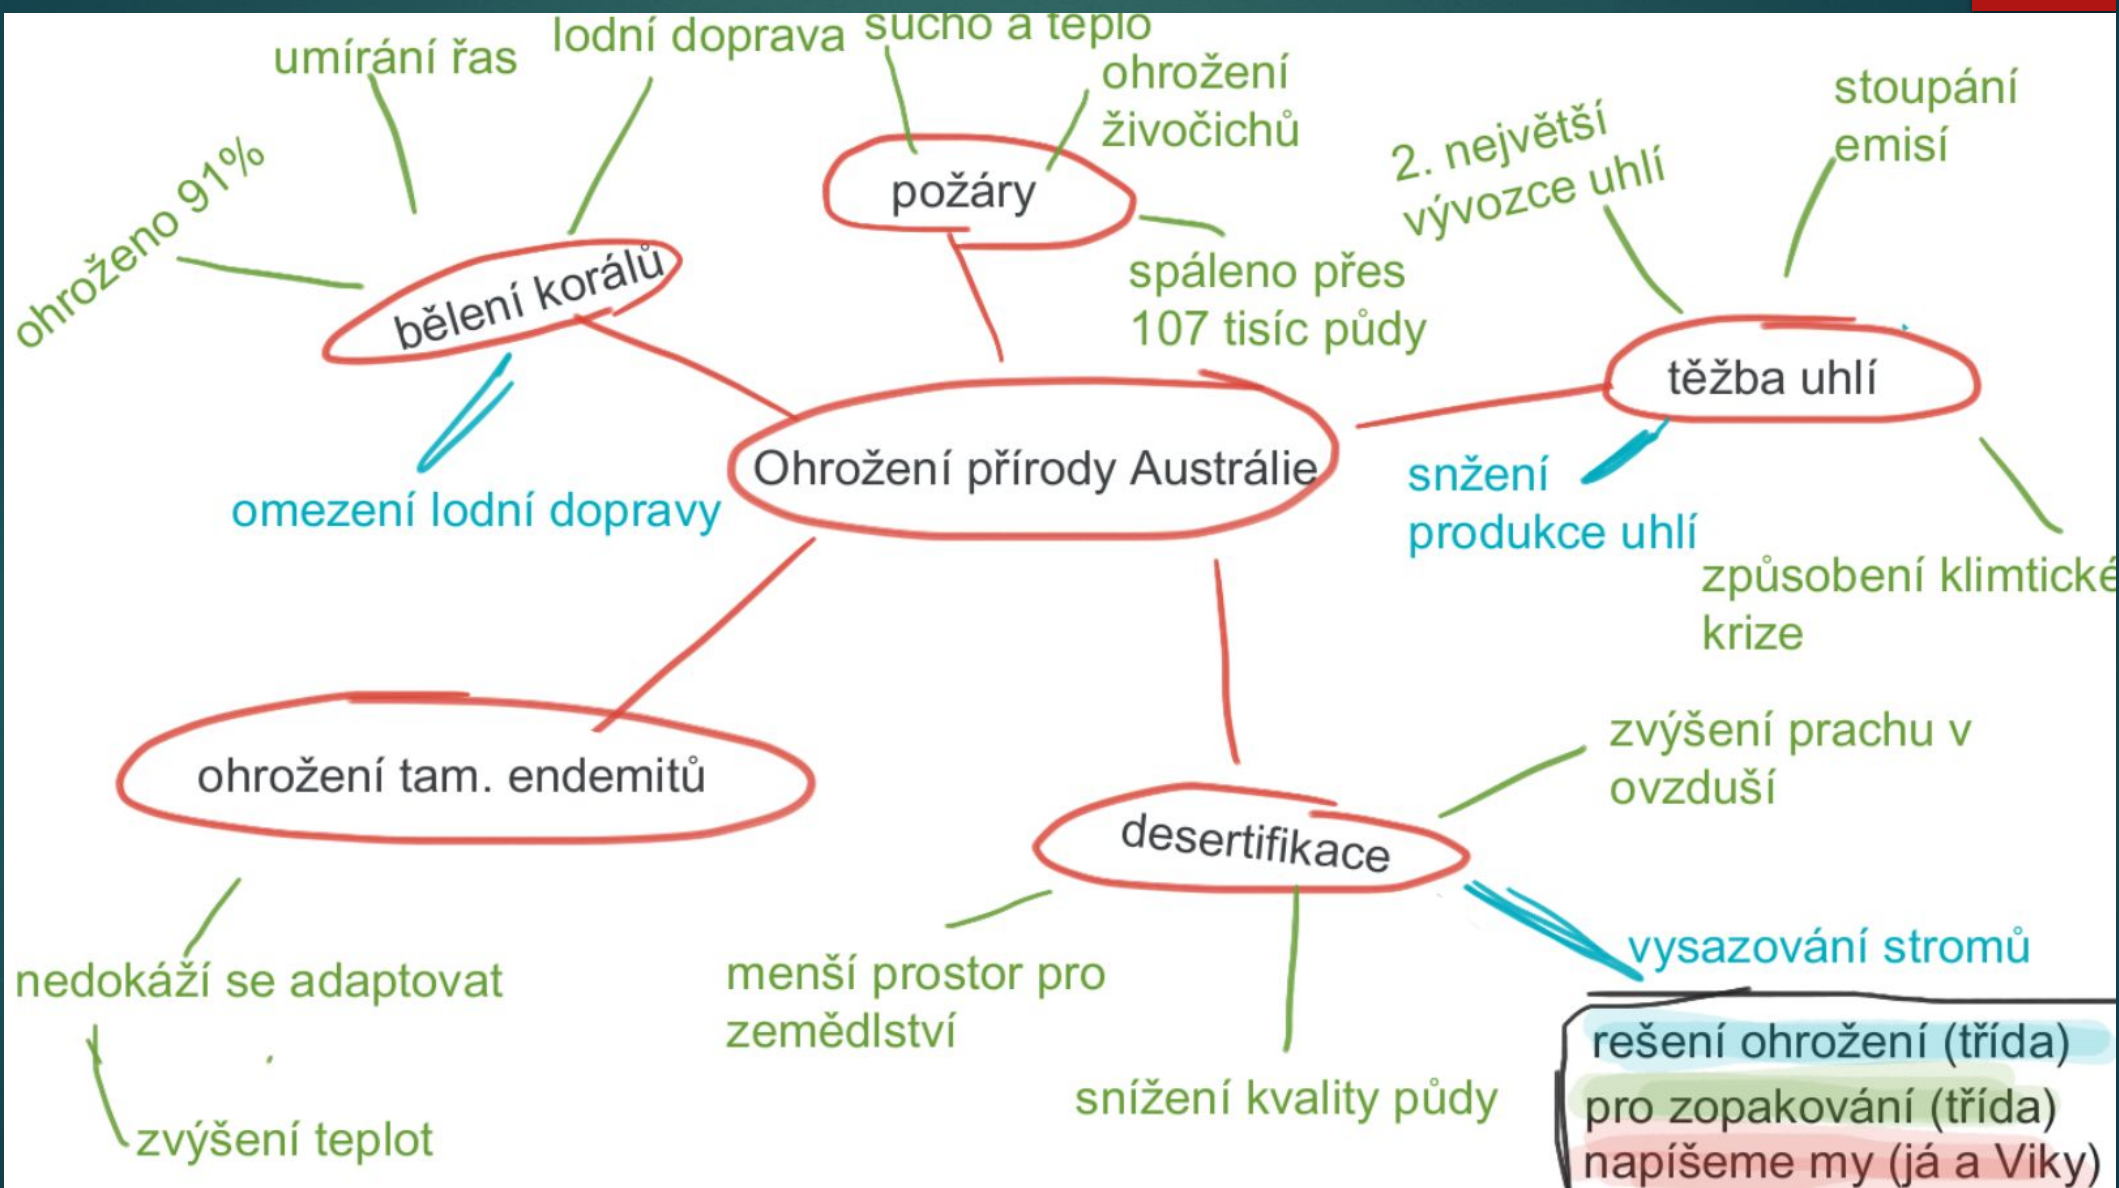 umírání řas
lodní doprava
sucho a teplo
ohrožení
živočichů
stoupání
emisí
2. největší
vývozce uhlí
ohroženo 91%
požáry
bělení korálů
spáleno přes
107 tisíc půdy
těžba uhlí
Ohrožení přírody Austrálie
omezení lodní dopravy
snžení
produkce uhlí
způsobení klimtické
krize
ohrožení tam. endemitů
zvýšení prachu v
ovzduší
desertifikace
nedokáží se adaptovat
menší prostor pro
zemědlství
vysazování stromů
snížení kvality půdy
zvýšení teplot
rešení ohrožení (třída)
pro zopakování (třída)
napíšeme my (já a Viky)